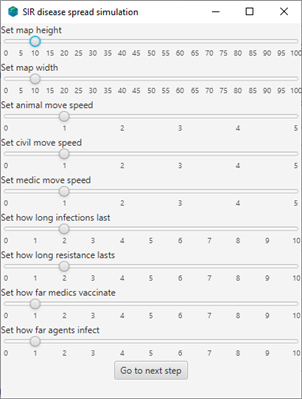 SIR disease spread simulation
Set map height
0 5 10 15 20 25 30 35 40 45 50 55 60 65 70 75 80 85 90 95 100
Set map width
0 5 10 15 20 25 30 35 40 45 50 55 60 65 70 75 80 85 90 95 100
Set animal move speed
0 1 2 3 4 5
Set civil move speed
0 1 2 3 4 5
Set medic move speed
0 1 2 3 4 5
Set how long infections last
0 1 2 3 4 5 6 7 8 9 10
Set how long resistance lasts
0 1 2 3 4 5 6 7 8 9 10
Set how far medics vaccinate
0 1 2 3 4 5 6 7 8 9 10
Set how far agents infect
0 1 2 3 4 5 6 7 8 9 10
Go to next step